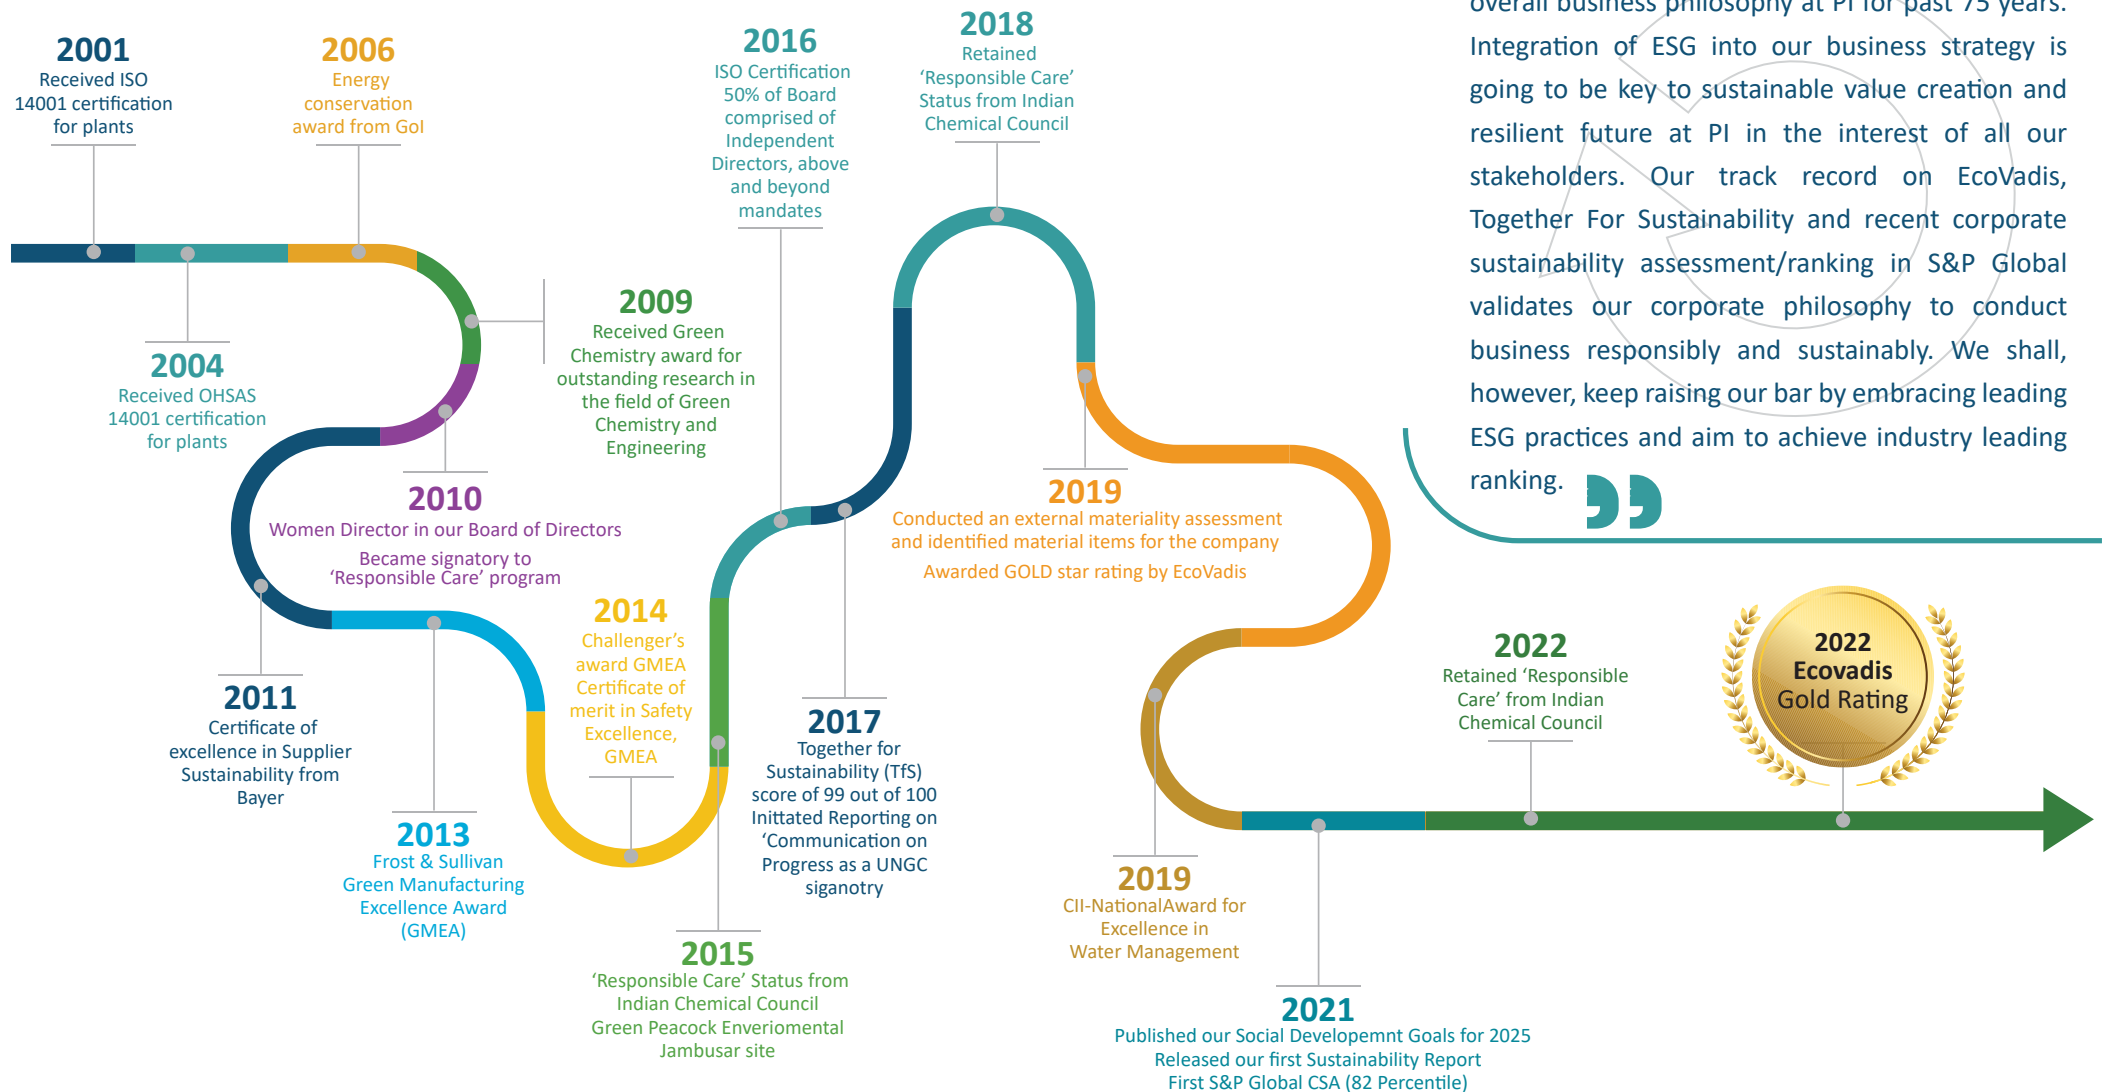 2001
Received ISO
14001 certification
for plants
2004
Received OHSAS
14001 certification
for plants
2006
Energy
conservation
award from GoI
2009
Received Green
Chemistry award for
outstanding research in
the field of Green
Chemistry and
Engineering
2010
Women Director in our Board of Directors
Became signatory to
‘Responsible Care’ program
2011
Certificate of
excellence in Supplier
Sustainability from
Bayer
2013
Frost & Sullivan
Green Manufacturing
Excellence Award
(GMEA)
2014
Challenger’s
award GMEA
Certificate of
merit in Safety
Excellence,
GMEA
2015
‘Responsible Care’ Status from
Indian Chemical Council
Green Peacock Enveriomental
Jambusar site
2016
ISO Certification
50% of Board
comprised of
Independent
Directors, above
and beyond
mandates
2017
Together for
Sustainability (TfS)
score of 99 out of 100
Inittated Reporting on
‘Communication on
Progress as a UNGC
siganotry
2018
Retained
‘Responsible Care’
Status from Indian
Chemical Council
2019
Conducted an external materiality assessment
and identified material items for the company
Awarded GOLD star rating by EcoVadis
2019
CII-NationalAward for
Excellence in
Water Management
2021
Published our Social Developemnt Goals for 2025
Released our first Sustainability Report
First S&P Global CSA (82 Percentile)
2022
Retained ‘Responsible
Care’ from Indian
Chemical Council
2022
Ecovadis
Gold Rating
overall business philosophy at PI for past 75 years.
Integration of ESG into our business strategy is
going to be key to sustainable value creation and
resilient future at PI in the interest of all our
stakeholders. Our track record on EcoVadis,
Together For Sustainability and recent corporate
sustainability assessment/ranking in S&P Global
validates our corporate philosophy to conduct
business responsibly and sustainably. We shall,
however, keep raising our bar by embracing leading
ESG practices and aim to achieve industry leading
ranking.